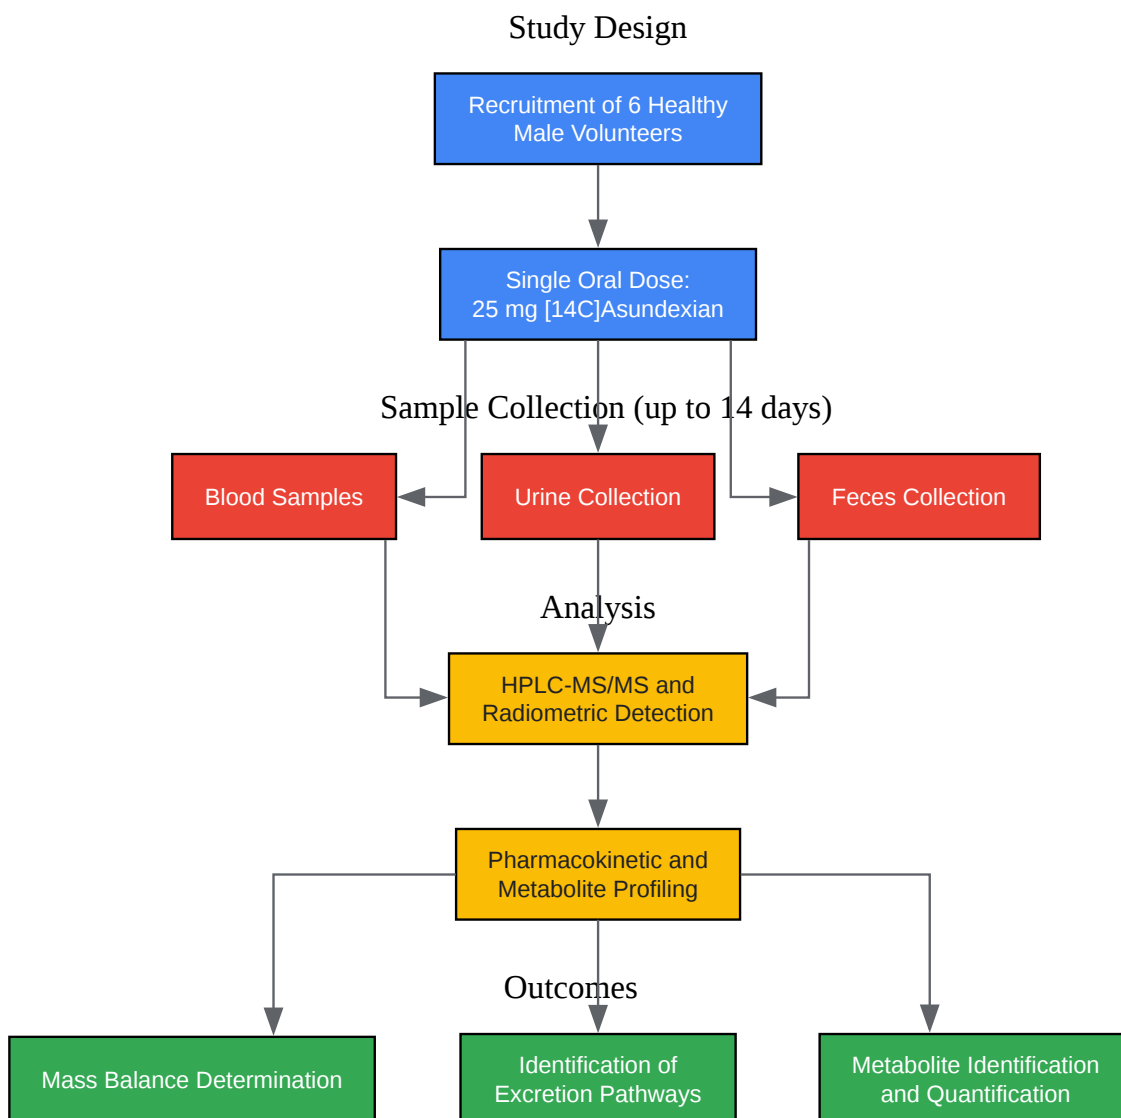 Study Design
Recruitment of 6 Healthy
Male Volunteers
Single Oral Dose:
25 mg [14C]Asundexian
Sample Collection (up to 14 days)
Blood Samples
Urine Collection
Feces Collection
Analysis
HPLC-MS/MS and
Radiometric Detection
Pharmacokinetic and
Metabolite Profiling
Outcomes
Mass Balance Determination
Identification of
Excretion Pathways
Metabolite Identification
and Quantification